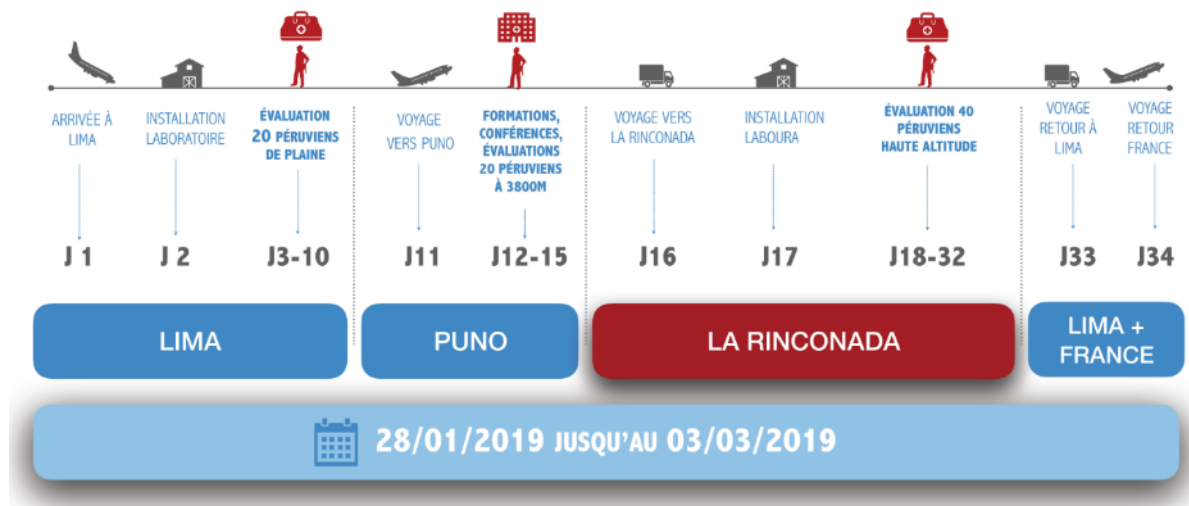 ARRIVÉE À
LIMA
INSTALLATION
LABORATOIRE
ÉVALUATION
20 PÉRUVIENS
DE PLAINE
VOYAGE
VERS PUNO
FORMATIONS,
CONFÉRENCES,
ÉVALUATIONS
20 PÉRUVIENS
À 3800M
VOYAGE VERS
LA RINCONADA
INSTALLATION
LABOURA
ÉVALUATION 40
PÉRUVIENS
HAUTE ALTITUDE
VOYAGE
RETOUR À
LIMA
VOYAGE
RETOUR
FRANCE
J 1
J 2
J3-10
J11
J12-15
J16
J17
J18-32
J33
J34
LIMA
PUNO
LA RINCONADA
LIMA +
FRANCE
28/01/2019 JUSQU'AU 03/03/2019